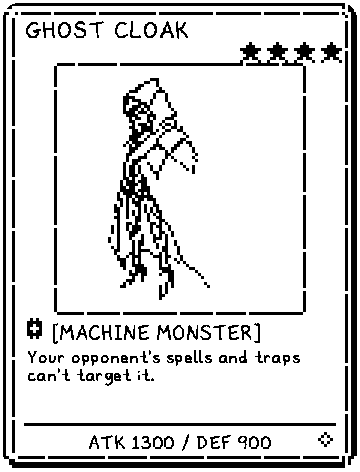 GHOST CLOAK
[MACHINE MONSTER]
Your opponent's spells and traps
can't target it.
ATK 1300 / DEF 900